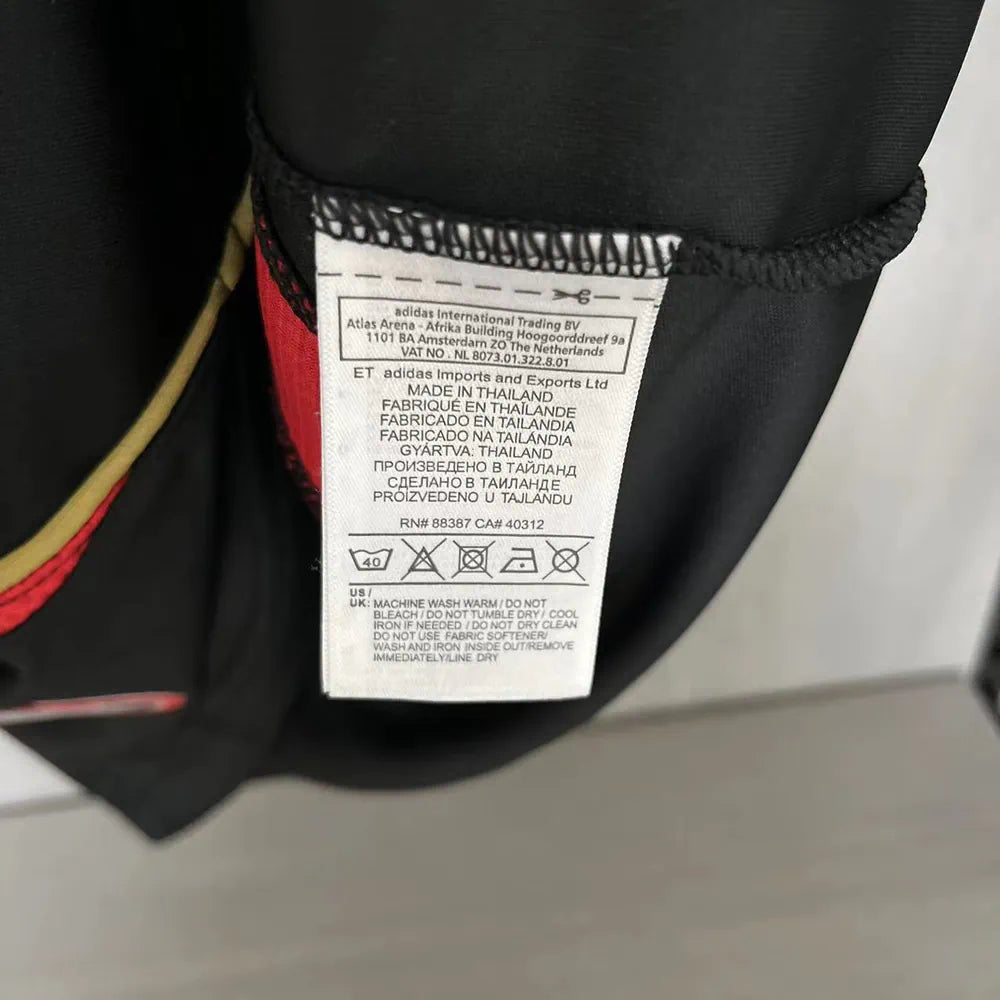 adidas International Trading BV
Atlas Arena - Afrika Building Hoogoorddreef 9a
1101 BA Amsterdam ZO The Netherlands
VAT NO . NL 8073.01.322.8.01
ET adidas Imports and Exports Ltd
MADE IN THAILAND
FABRIQUÉ EN THAÏLANDE
FABRICADO EN TAILANDIA
FABRICADO NA TAILÁNDIA
GYÁRTVA: THAILAND
ПРОИЗВЕДЕНО В ТАЙЛАНД
СДЕЛАНО В ТАИЛАНДЕ
PROIZVEDENO U TAJLANDU
RN# 88387 CA# 40312
40
US /
UK: MACHINE WASH WARM / DO NOT
BLEACH / DO NOT TUMBLE DRY / COOL
IRON IF NEEDED / DO NOT DRY CLEAN
DO NOT USE FABRIC SOFTENER/
WASH AND IRON INSIDE OUT/REMOVE
IMMEDIATELY/LINE DRY